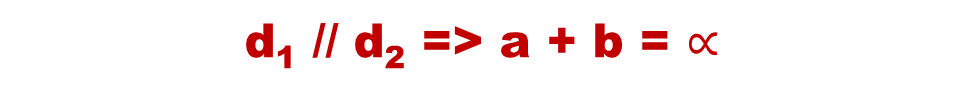 d₁ // d₂ => a + b = ∝